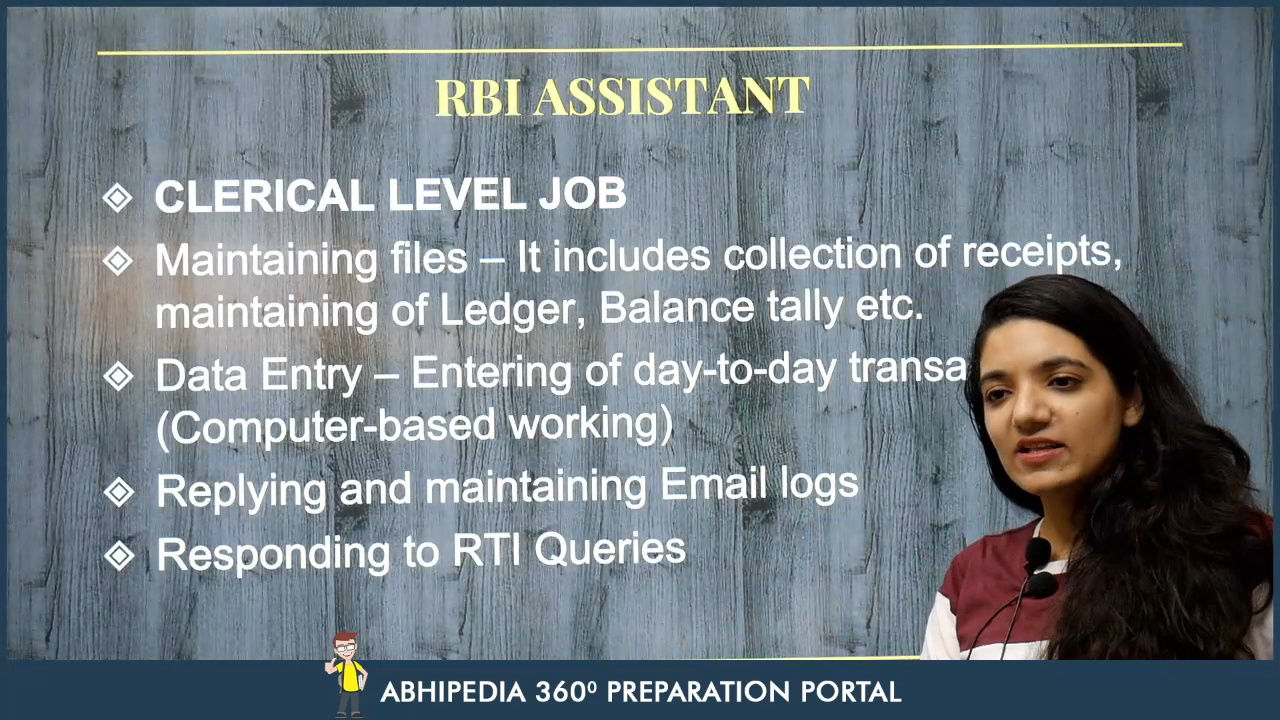 RBI ASSISTANT
CLERICAL LEVEL JOB
Maintaining files – It includes collection of receipts,
maintaining of Ledger, Balance tally etc.
Data Entry – Entering of day-to-day
(Computer-based working)
Replying and maintaining Email logs
Responding to RTI Queries
ABHIPEDIA 360⁰ PREPARATION PORTAL